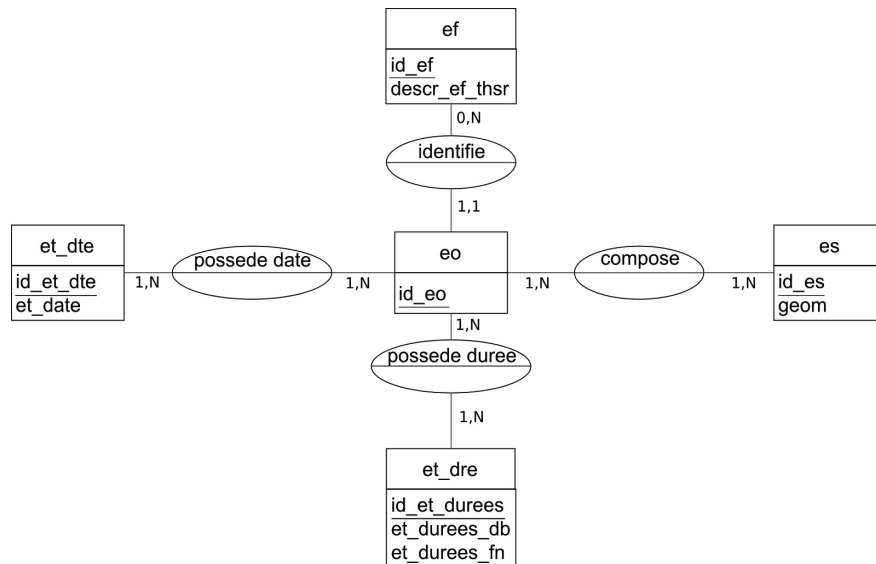 ef
id_ef
descr_ef_thsr
0,N
identifie
1,1
et_dte
id_et_dte
et_date
1,N
possede date
1,N
eo
id_eo
1,N
compose
1,N
es
id_es
geom
1,N
possede duree
1,N
et_dre
id_et_durees
et_durees_db
et_durees_fn